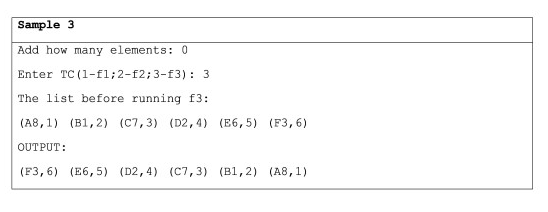 Sample 3
Add how many elements: 0
Enter TC(1-f1;2-f2;3-f3): 3
The list before running f3:
(A8,1) (B1,2) (C7,3) (D2,4) (E6,5) (F3,6)
OUTPUT:
(F3,6) (E6,5) (D2,4) (C7,3) (B1,2) (A8,1)